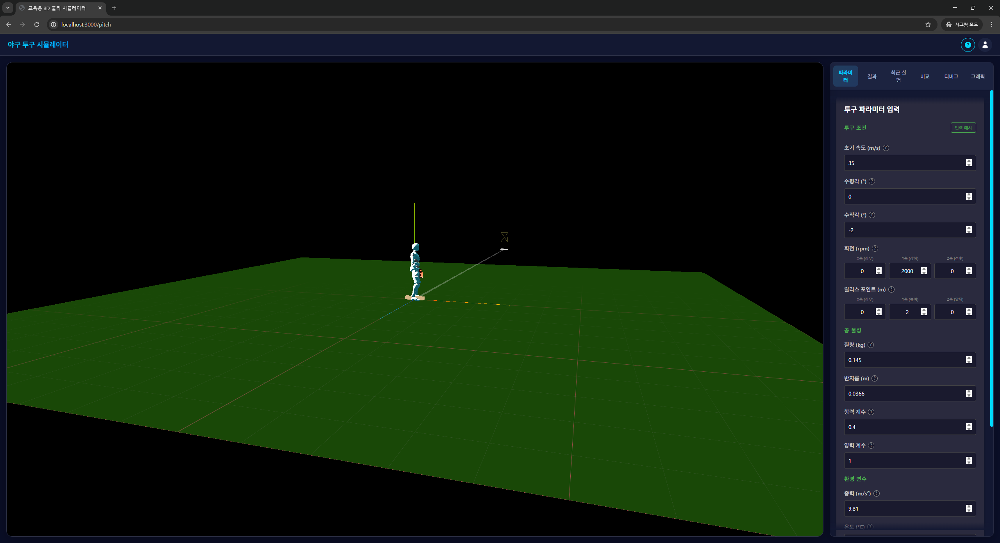 교육용 3D 물리 시뮬레이터
localhost:3000/pitch
시크릿 모드
야구 투구 시뮬레이터
?
파라미
터
결과
최근 실
험
비교
디버그
그래픽
투구 파라미터 입력
투구 조건
입력 예시
초기 속도 (m/s) ?
35
수평각 (°) ?
0
수직각 (°) ?
-2
회전 (rpm) ?
X축 (좌우) Y축 (상하) Z축 (전후)
0 2000 0
릴리스 포인트 (m) ?
X축 (좌우) Y축 (높이) Z축 (앞뒤)
0 2 0
공 물성
질량 (kg) ?
0.145
반지름 (m) ?
0.0366
항력 계수 ?
0.4
양력 계수 ?
1
환경 변수
중력 (m/s²) ?
9.81
온도 (°C) ?